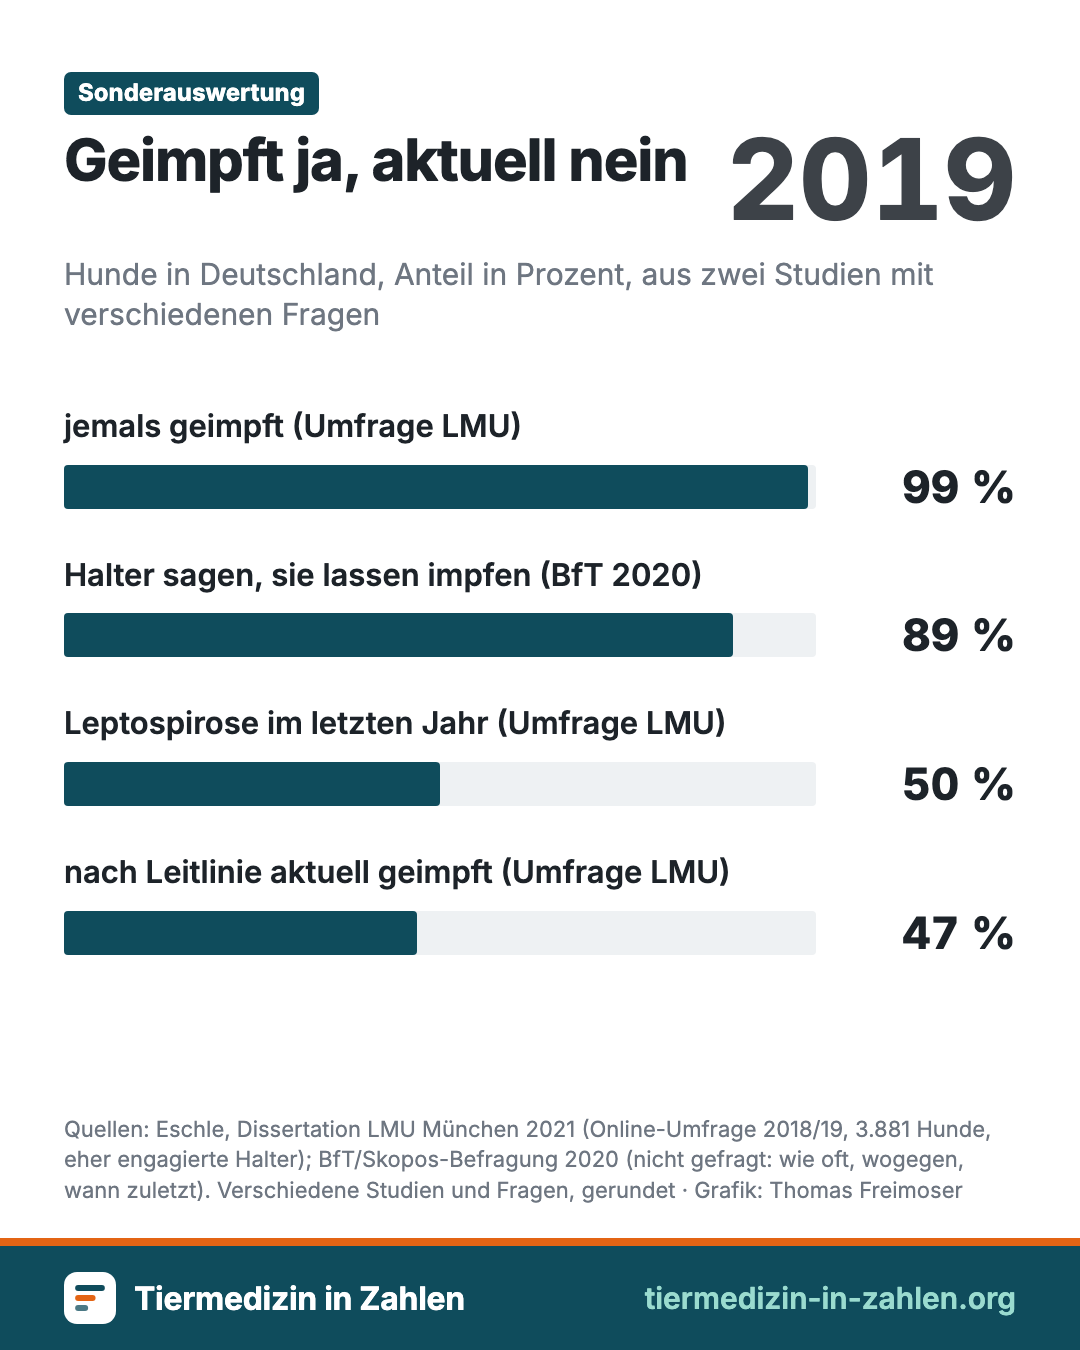 Sonderauswertung
Geimpft ja, aktuell nein 2019
Hunde in Deutschland, Anteil in Prozent, aus zwei Studien mit
verschiedenen Fragen
jemals geimpft (Umfrage LMU)
99 %
Halter sagen, sie lassen impfen (BfT 2020)
89 %
Leptospirose im letzten Jahr (Umfrage LMU)
50 %
nach Leitlinie aktuell geimpft (Umfrage LMU)
47 %
Quellen: Eschle, Dissertation LMU München 2021 (Online-Umfrage 2018/19, 3.881 Hunde,
eher engagierte Halter); BfT/Skopos-Befragung 2020 (nicht gefragt: wie oft, wogegen,
wann zuletzt). Verschiedene Studien und Fragen, gerundet · Grafik: Thomas Freimoser
Tiermedizin in Zahlen
tiermedizin-in-zahlen.org